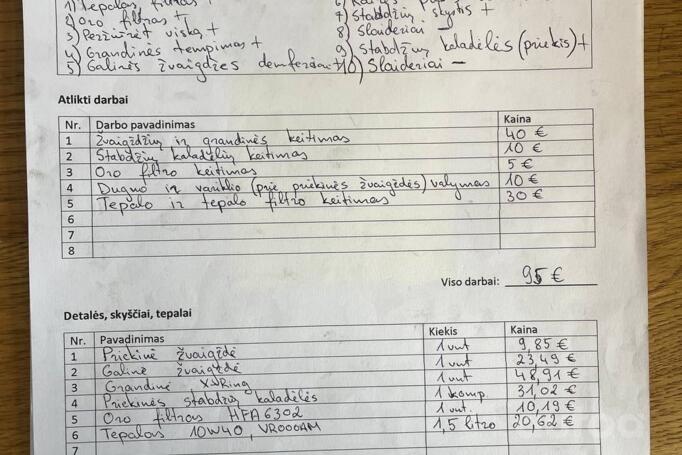 1) Tepalas, filtras +
2) Oro filtras +
3) Peržiūrėt viską +
4) Grandinės tempimas +
5) Galinės žvaigždės demferiai +
7) Stabdžių skystis +
8) Slaideriai -
9) Stabdžių kaladėlės (priekis) +
10) Slaideriai -
Atlikti darbai
Nr. Darbo pavadinimas Kaina
1 Žvaigždžių ir grandinės keitimas 40 €
2 Stabdžių kaladėlių keitimas 10 €
3 Oro filtro keitimas 5 €
4 Dugno ir variklio (prie priekinės žvaigždės) valymas 10 €
5 Tepalo ir tepalo filtro keitimas 30 €
6
7
8
Viso darbai: 95 €
Detalės, skysčiai, tepalai
Nr. Pavadinimas Kiekis Kaina
1 Priekinė žvaigždė 1 vnt 9,85 €
2 Galinė žvaigždė 1 vnt 23,49 €
3 Grandinė XWRing 1 vnt 48,91 €
4 Priekinės stabdžių kaladėlės 1 komp. 31,02 €
5 Oro filtras HFA6302 1 vnt. 10,19 €
6 Tepalas 10W40, VROOOAM 1,5 litro 20,62 €
7